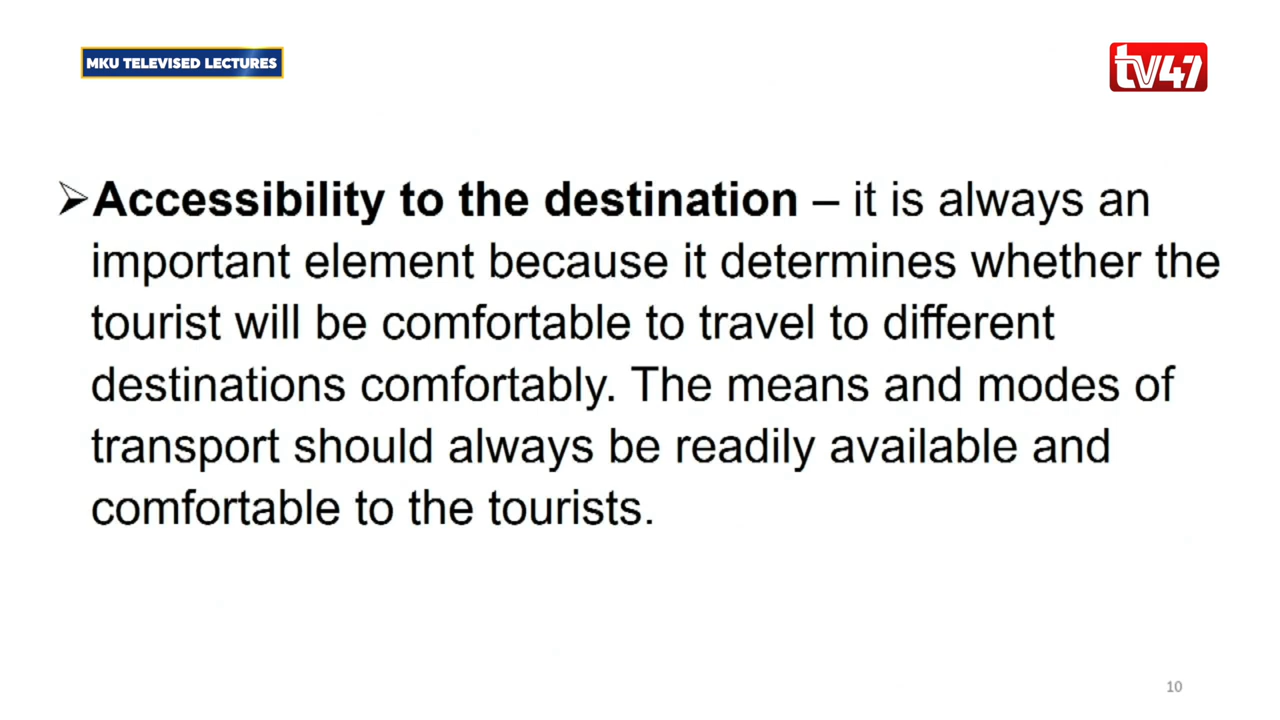 MKU TELEVISED LECTURES
tv47
➢Accessibility to the destination – it is always an
important element because it determines whether the
tourist will be comfortable to travel to different
destinations comfortably. The means and modes of
transport should always be readily available and
comfortable to the tourists.
10